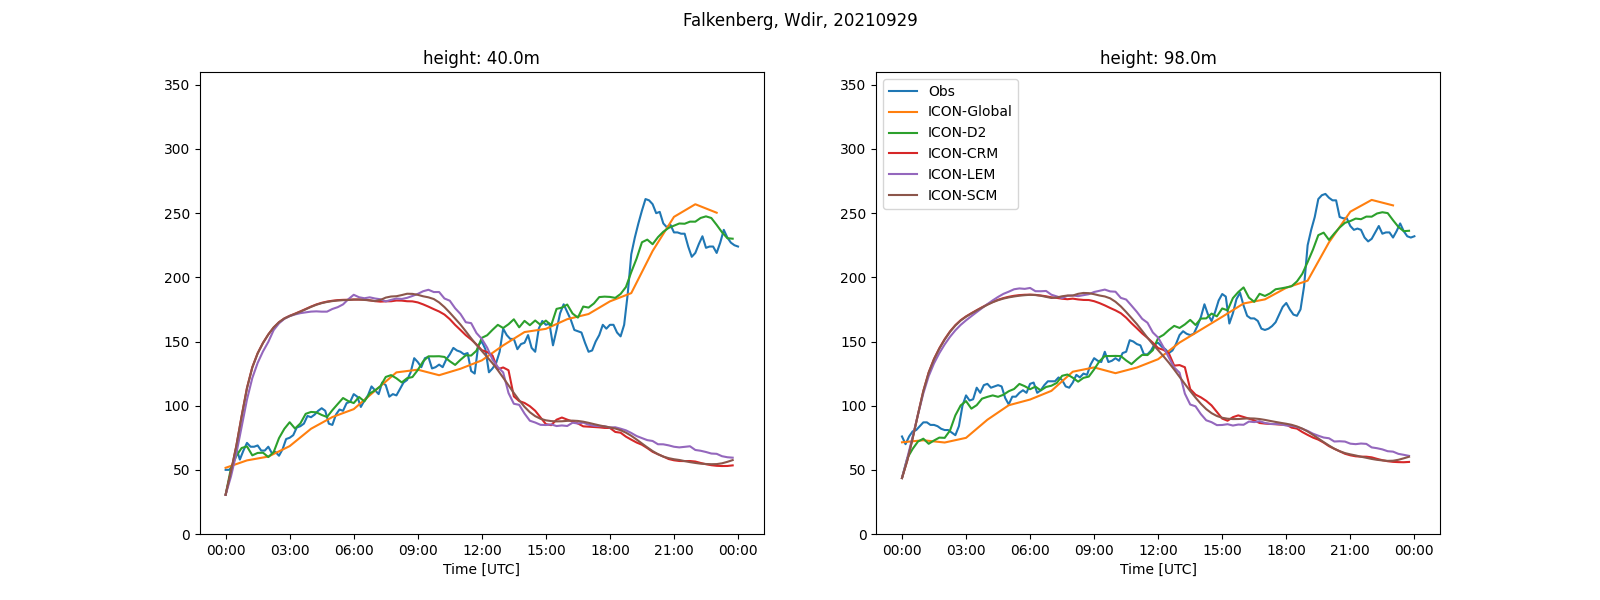 Falkenberg, Wdir, 20210929
height: 40.0m
350
300
250
200
150
100
50
0
00:00 03:00 06:00 09:00 12:00 15:00 18:00 21:00 00:00
Time [UTC]
height: 98.0m
Obs
ICON-Global
ICON-D2
ICON-CRM
ICON-LEM
ICON-SCM
350
300
250
200
150
100
50
0
00:00 03:00 06:00 09:00 12:00 15:00 18:00 21:00 00:00
Time [UTC]